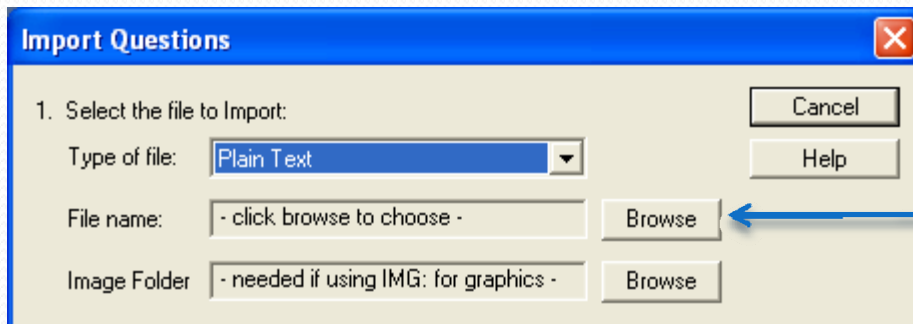 Import Questions
1. Select the file to Import:
Cancel
Type of file: Plain Text
Help
File name: - click browse to choose - Browse
Image Folder - needed if using IMG: for graphics - Browse